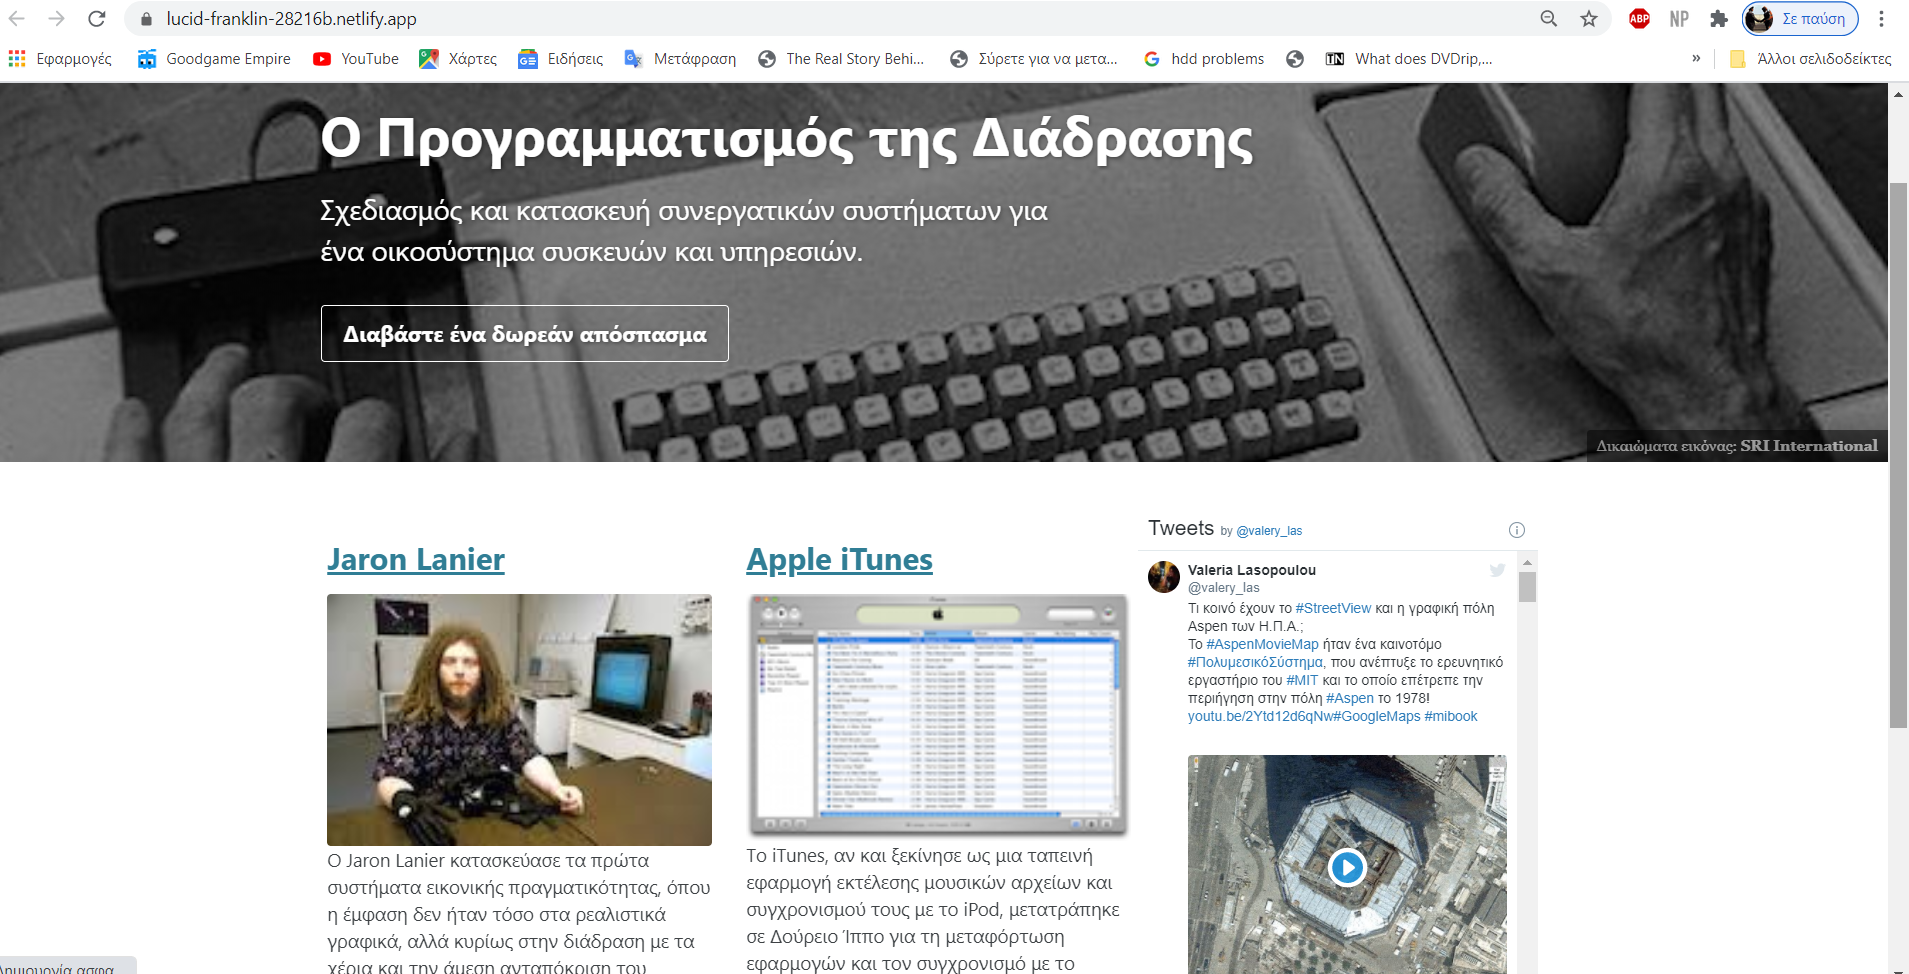 lucid-franklin-28216b.netlify.app
ABP
NP
Σε παύση
Εφαρμογές
Goodgame Empire
YouTube
Χάρτες
Ειδήσεις
Μετάφραση
The Real Story Behi...
Σύρετε για να μετα...
hdd problems
TN
What does DVDrip,...
»
Άλλοι σελιδοδείκτες
Ο Προγραμματισμός της Διάδρασης
Σχεδιασμός και κατασκευή συνεργατικών συστημάτων για
ένα οικοσύστημα συσκευών και υπηρεσιών.
Διαβάστε ένα δωρεάν απόσπασμα
Δικαιώματα εικόνας: SRI International
Jaron Lanier
Ο Jaron Lanier κατασκεύασε τα πρώτα
συστήματα εικονικής πραγματικότητας, όπου
η έμφαση δεν ήταν τόσο στα ρεαλιστικά
γραφικά, αλλά κυρίως στην διάδραση με τα
χέρια και την άμεση ανταπόκριση του
Apple iTunes
Το iTunes, αν και ξεκίνησε ως μια ταπεινή
εφαρμογή εκτέλεσης μουσικών αρχείων και
συγχρονισμού τους με το iPod, μετατράπηκε
σε Δούρειο Ίππο για τη μεταφόρτωση
εφαρμογών και τον συγχρονισμό με το
Tweets by @valery_las
Valeria Lasopoulou
@valery_las
Τι κοινό έχουν το #StreetView και η γραφική πόλη
Aspen των Η.Π.Α.;
Το #AspenMovieMap ήταν ένα καινοτόμο
#ΠολυμεσικόΣύστημα, που ανέπτυξε το ερευνητικό
εργαστήριο του #MIT και το οποίο επέτρεπε την
περιήγηση στην πόλη #Aspen το 1978!
youtu.be/2Ytd12d6qNw#GoogleMaps #mibook